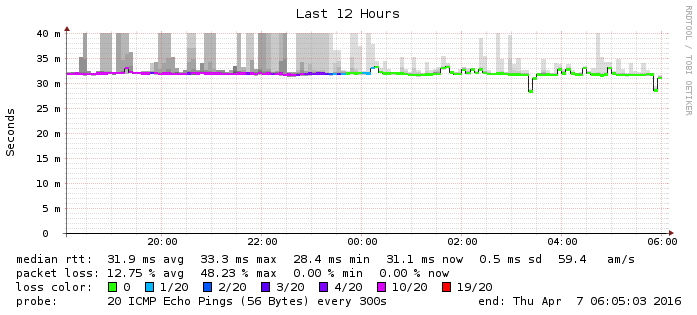 Last 12 Hours
RRDTOOL / TOBI OETIKER
Seconds
40 m
35 m
30 m
25 m
20 m
15 m
10 m
5 m
0
20:00 22:00 00:00 02:00 04:00 06:00
median rtt: 31.9 ms avg 33.3 ms max 28.4 ms min 31.1 ms now 0.5 ms sd 59.4 am/s
packet loss: 12.75 % avg 48.23 % max 0.00 % min 0.00 % now
loss color: 0 1/20 2/20 3/20 4/20 10/20 19/20
probe: 20 ICMP Echo Pings (56 Bytes) every 300s end: Thu Apr 7 06:05:03 2016